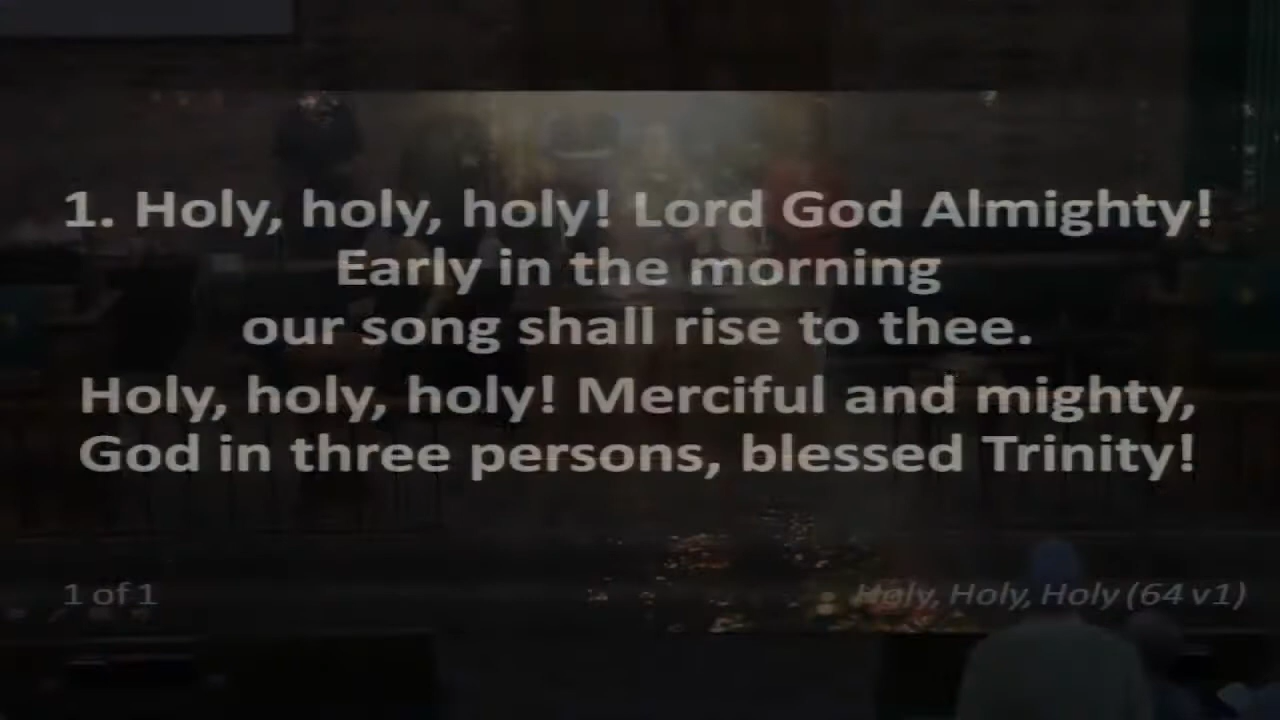 1. Holy, holy, holy! Lord God Almighty!
Early in the morning
our song shall rise to thee.
Holy, holy, holy! Merciful and mighty,
God in three persons, blessed Trinity!
1 of 1
Holy, Holy, Holy (64 v1)